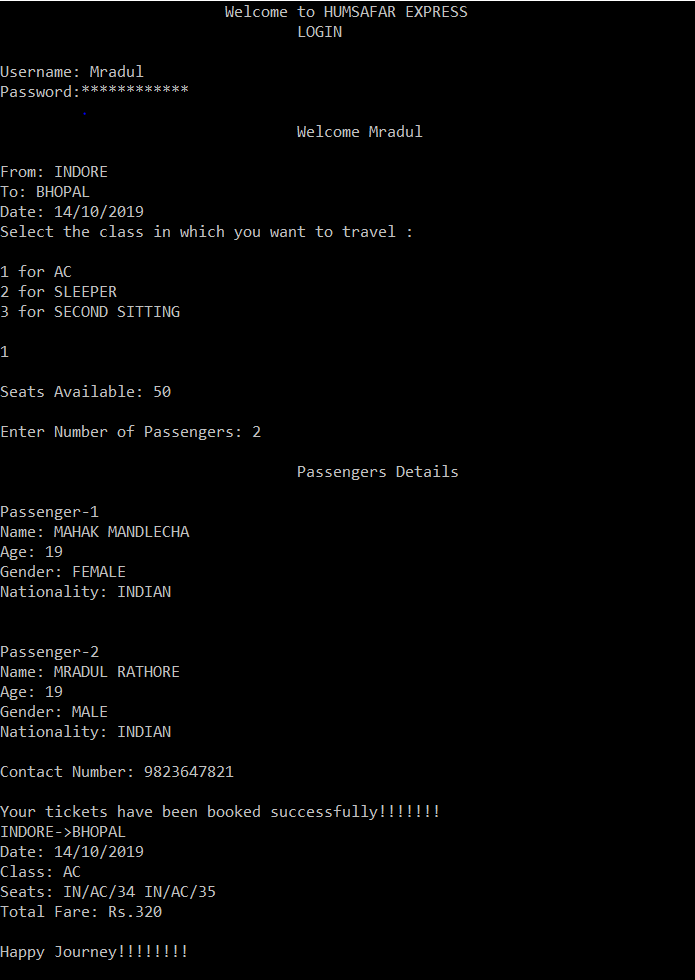 Welcome to HUMSAFAR EXPRESS
LOGIN
Username: Mradul
Password:************
Welcome Mradul
From: INDORE
To: BHOPAL
Date: 14/10/2019
Select the class in which you want to travel :
1 for AC
2 for SLEEPER
3 for SECOND SITTING
1
Seats Available: 50
Enter Number of Passengers: 2
Passengers Details
Passenger-1
Name: MAHAK MANDLECHA
Age: 19
Gender: FEMALE
Nationality: INDIAN
Passenger-2
Name: MRADUL RATHORE
Age: 19
Gender: MALE
Nationality: INDIAN
Contact Number: 9823647821
Your tickets have been booked successfully!!!!!!!
INDORE->BHOPAL
Date: 14/10/2019
Class: AC
Seats: IN/AC/34 IN/AC/35
Total Fare: Rs.320
Happy Journey!!!!!!!!